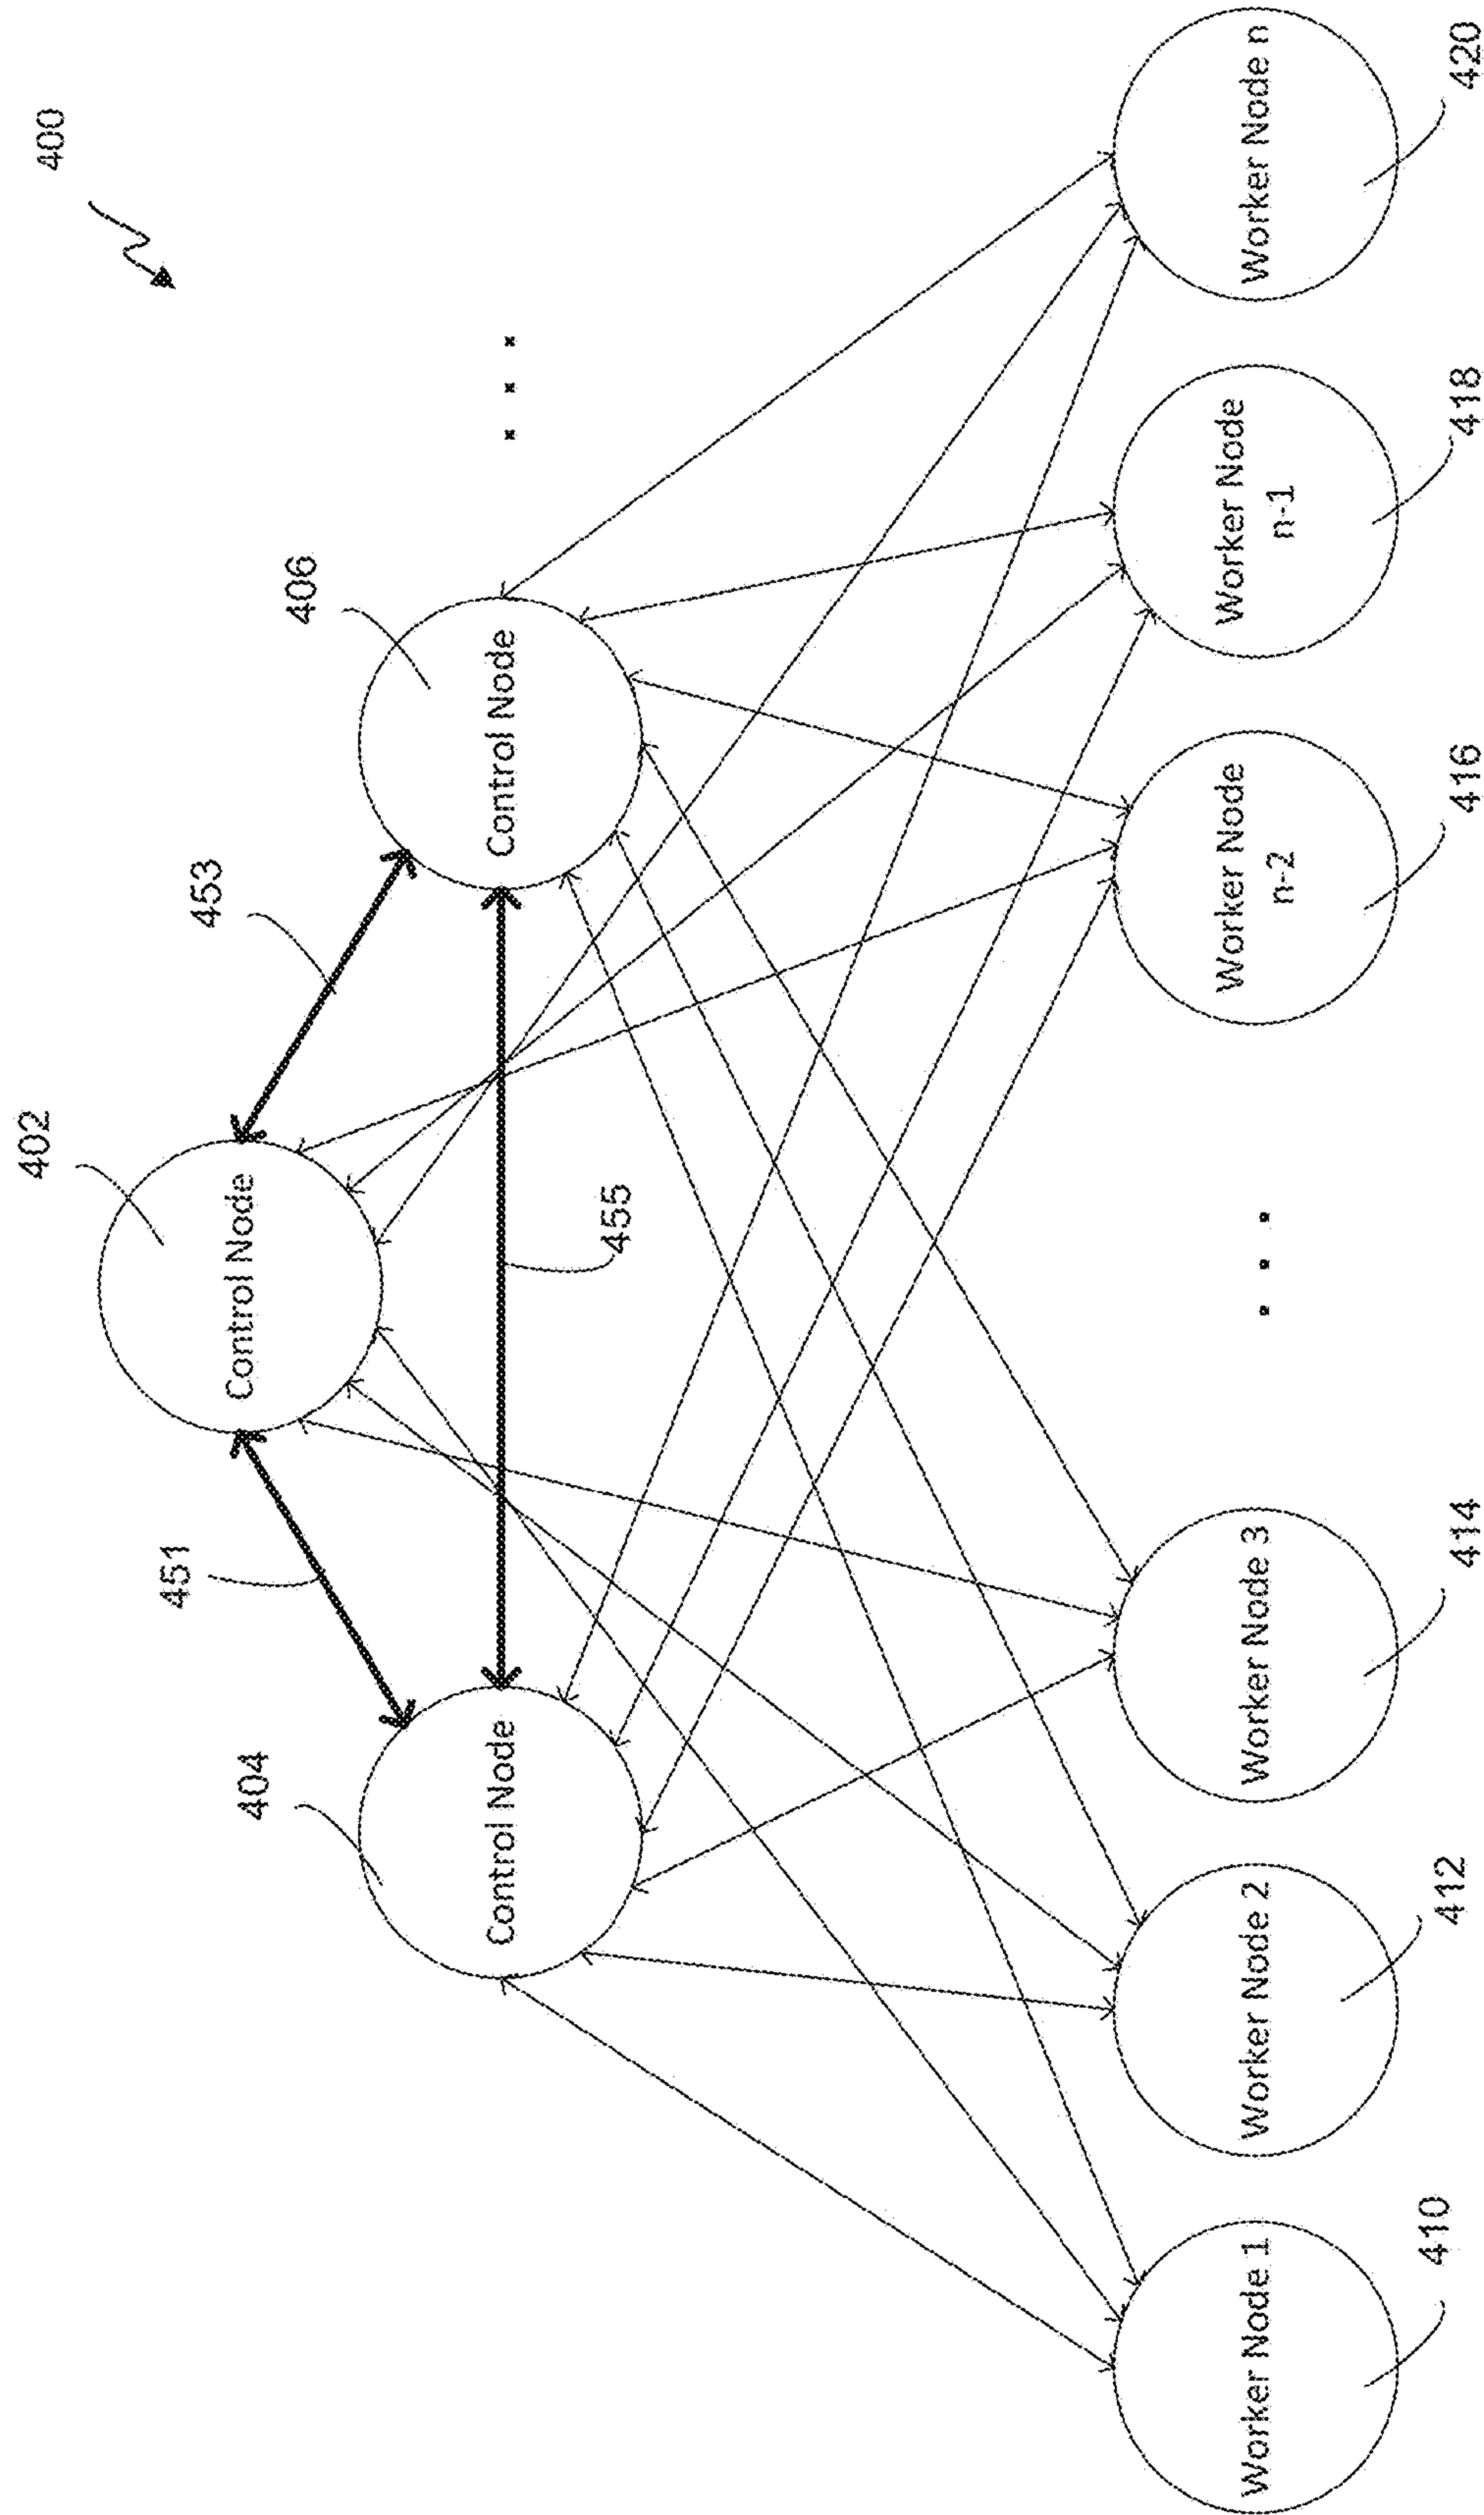 400
402
Control Node
451
453
404
406
Control Node
455
Control Node
. . .
Worker Node 1
Worker Node 2
Worker Node 3
. . .
Worker Node
n-2
Worker Node
n-1
Worker Node n
410
412
414
416
418
420